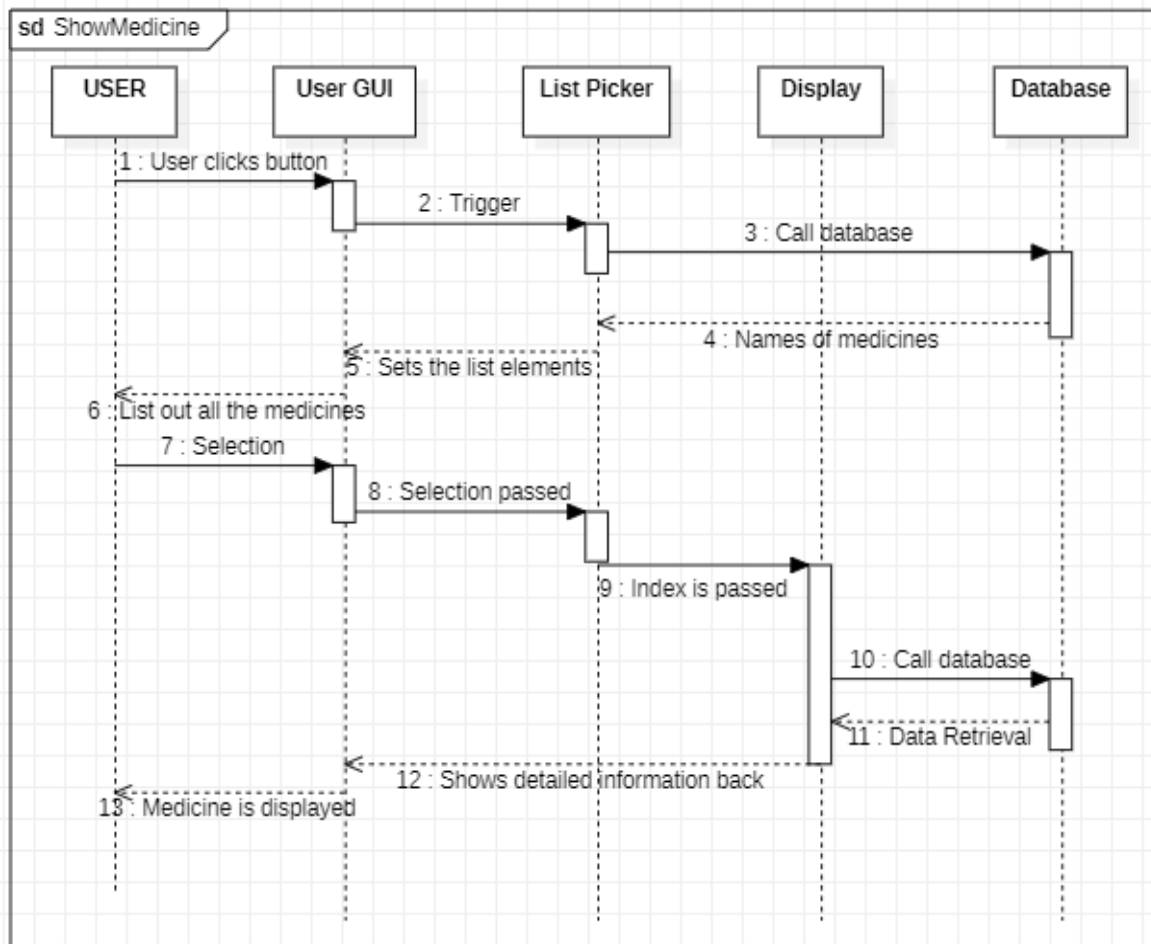 sd ShowMedicine
USER
User GUI
List Picker
Display
Database
1 : User clicks button
2 : Trigger
3 : Call database
4 : Names of medicines
5 : Sets the list elements
6 : List out all the medicines
7 : Selection
8 : Selection passed
9 : Index is passed
10 : Call database
11 : Data Retrieval
12 : Shows detailed information back
13 : Medicine is displayed